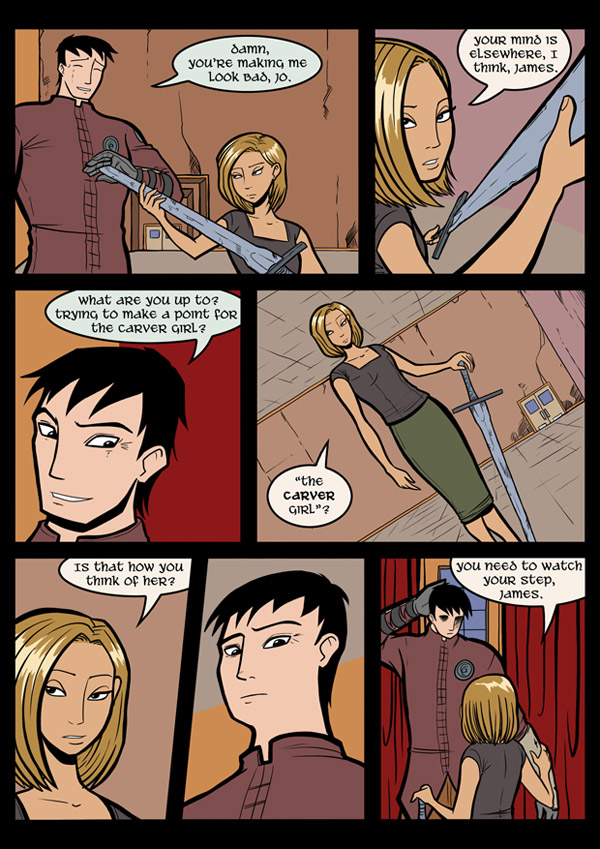 Damn,
you're making me
look bad, Jo.
Your mind is
elsewhere, I
think, James.
What are you up to?
Trying to make a point for
the Carver girl?
"The
Carver
girl"?
Is that how you
think of her?
You need to watch
your step,
James.